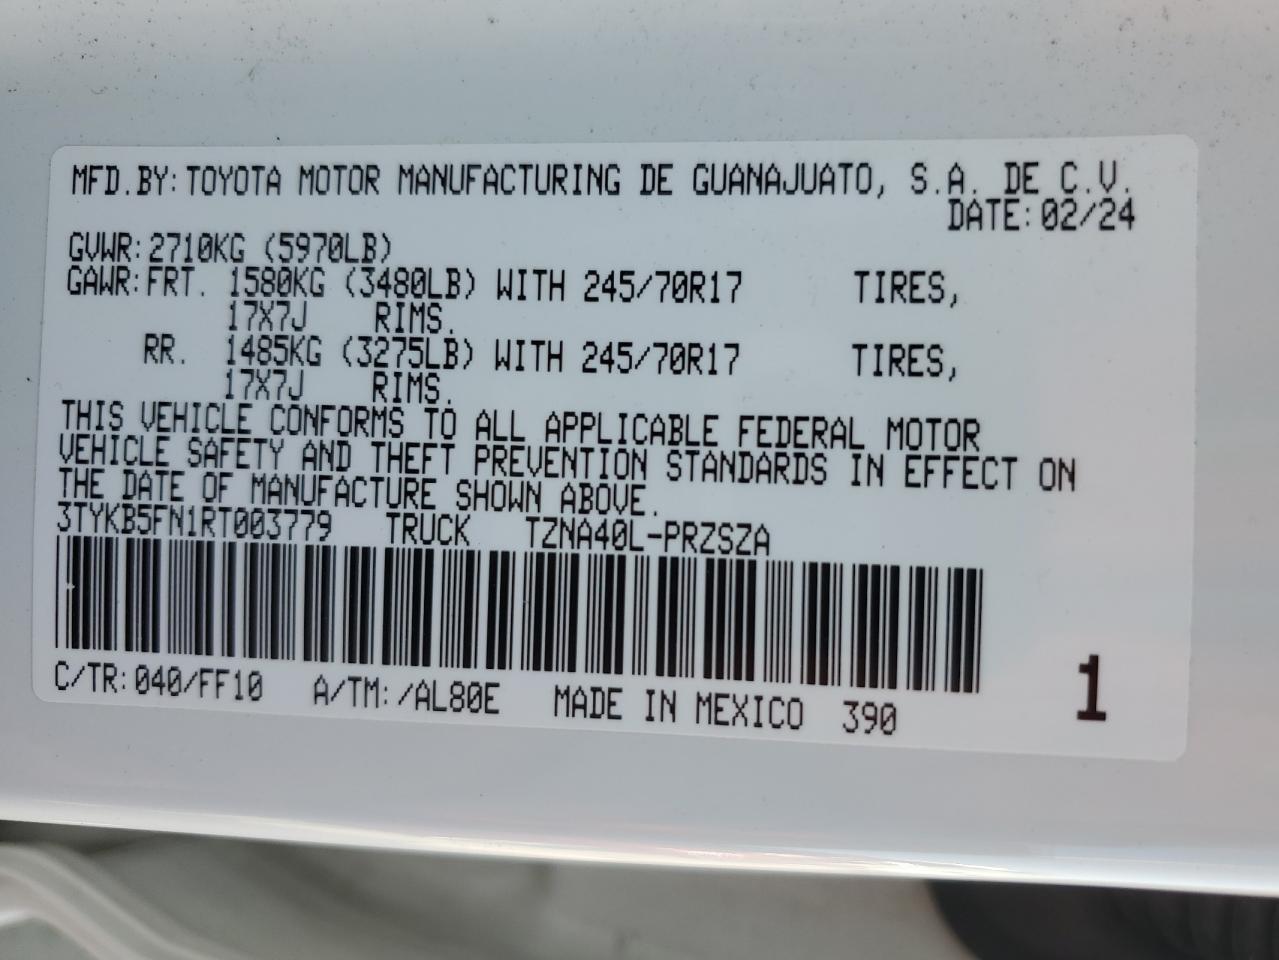 MFD.BY:TOYOTA MOTOR MANUFACTURING DE GUANAJUATO, S.A. DE C.V.
DATE:02/24
GVWR:2710KG (5970LB)
GAWR:FRT. 1580KG (3480LB) WITH 245/70R17 TIRES,
17X7J RIMS.
RR. 1485KG (3275LB) WITH 245/70R17 TIRES,
17X7J RIMS.
THIS VEHICLE CONFORMS TO ALL APPLICABLE FEDERAL MOTOR
VEHICLE SAFETY AND THEFT PREVENTION STANDARDS IN EFFECT ON
THE DATE OF MANUFACTURE SHOWN ABOVE.
3TYKB5FN1RT003779 TRUCK TZNA40L-PRZSZA
C/TR:040/FF10 A/TM:/AL80E MADE IN MEXICO 390
1